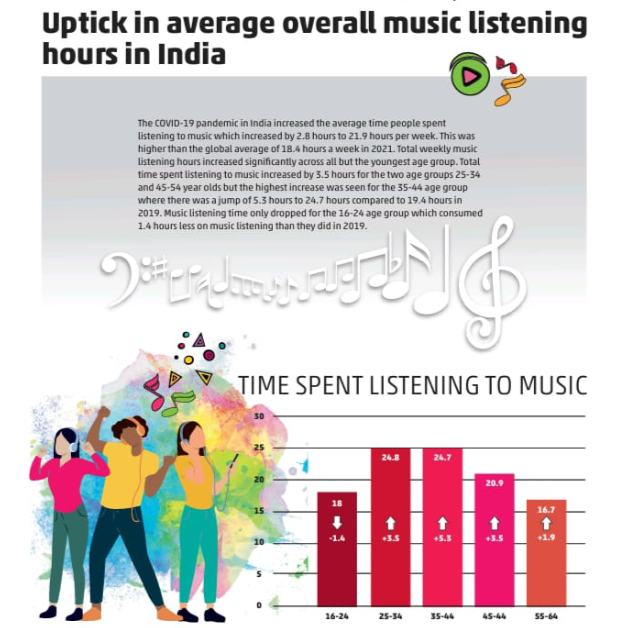 Uptick in average overall music listening
hours in India
The COVID-19 pandemic in India increased the average time people spent
listening to music which increased by 2.8 hours to 21.9 hours per week. This was
higher than the global average of 18.4 hours a week in 2021. Total weekly music
listening hours increased significantly across all but the youngest age group. Total
time spent listening to music increased by 3.5 hours for the two age groups 25-34
and 45-54 year olds but the highest increase was seen for the 35-44 age group
where there was a jump of 5.3 hours to 24.7 hours compared to 19.4 hours in
2019. Music listening time only dropped for the 16-24 age group which consumed
1.4 hours less on music listening than they did in 2019.
TIME SPENT LISTENING TO MUSIC
30
25
20
15
10
5
0
18 24.8 24.7 20.9 16.7
-1.4 +3.5 +5.3 +3.5 +1.9
16-24 25-34 35-44 45-44 55-64